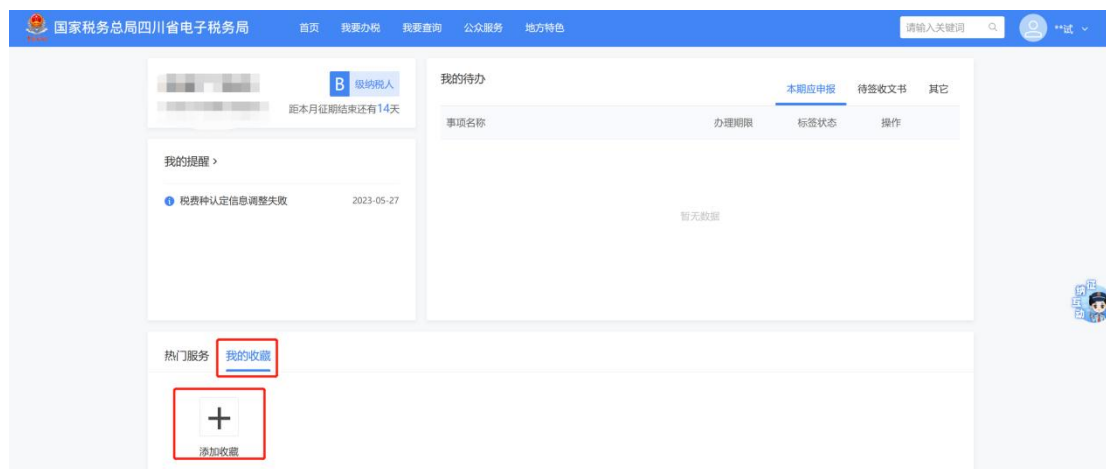 国家税务总局四川省电子税务局 首页 我要办税 我要查询 公众服务 地方特色 请输入关键词 **试
B 级纳税人
距本月征期结束还有14天
我的待办 本期应申报 待签收文书 其它
事项名称 办理期限 标签状态 操作
暂无数据
我的提醒 >
税费种认定信息调整失败 2023-05-27
征纳互动
热门服务 我的收藏
添加收藏